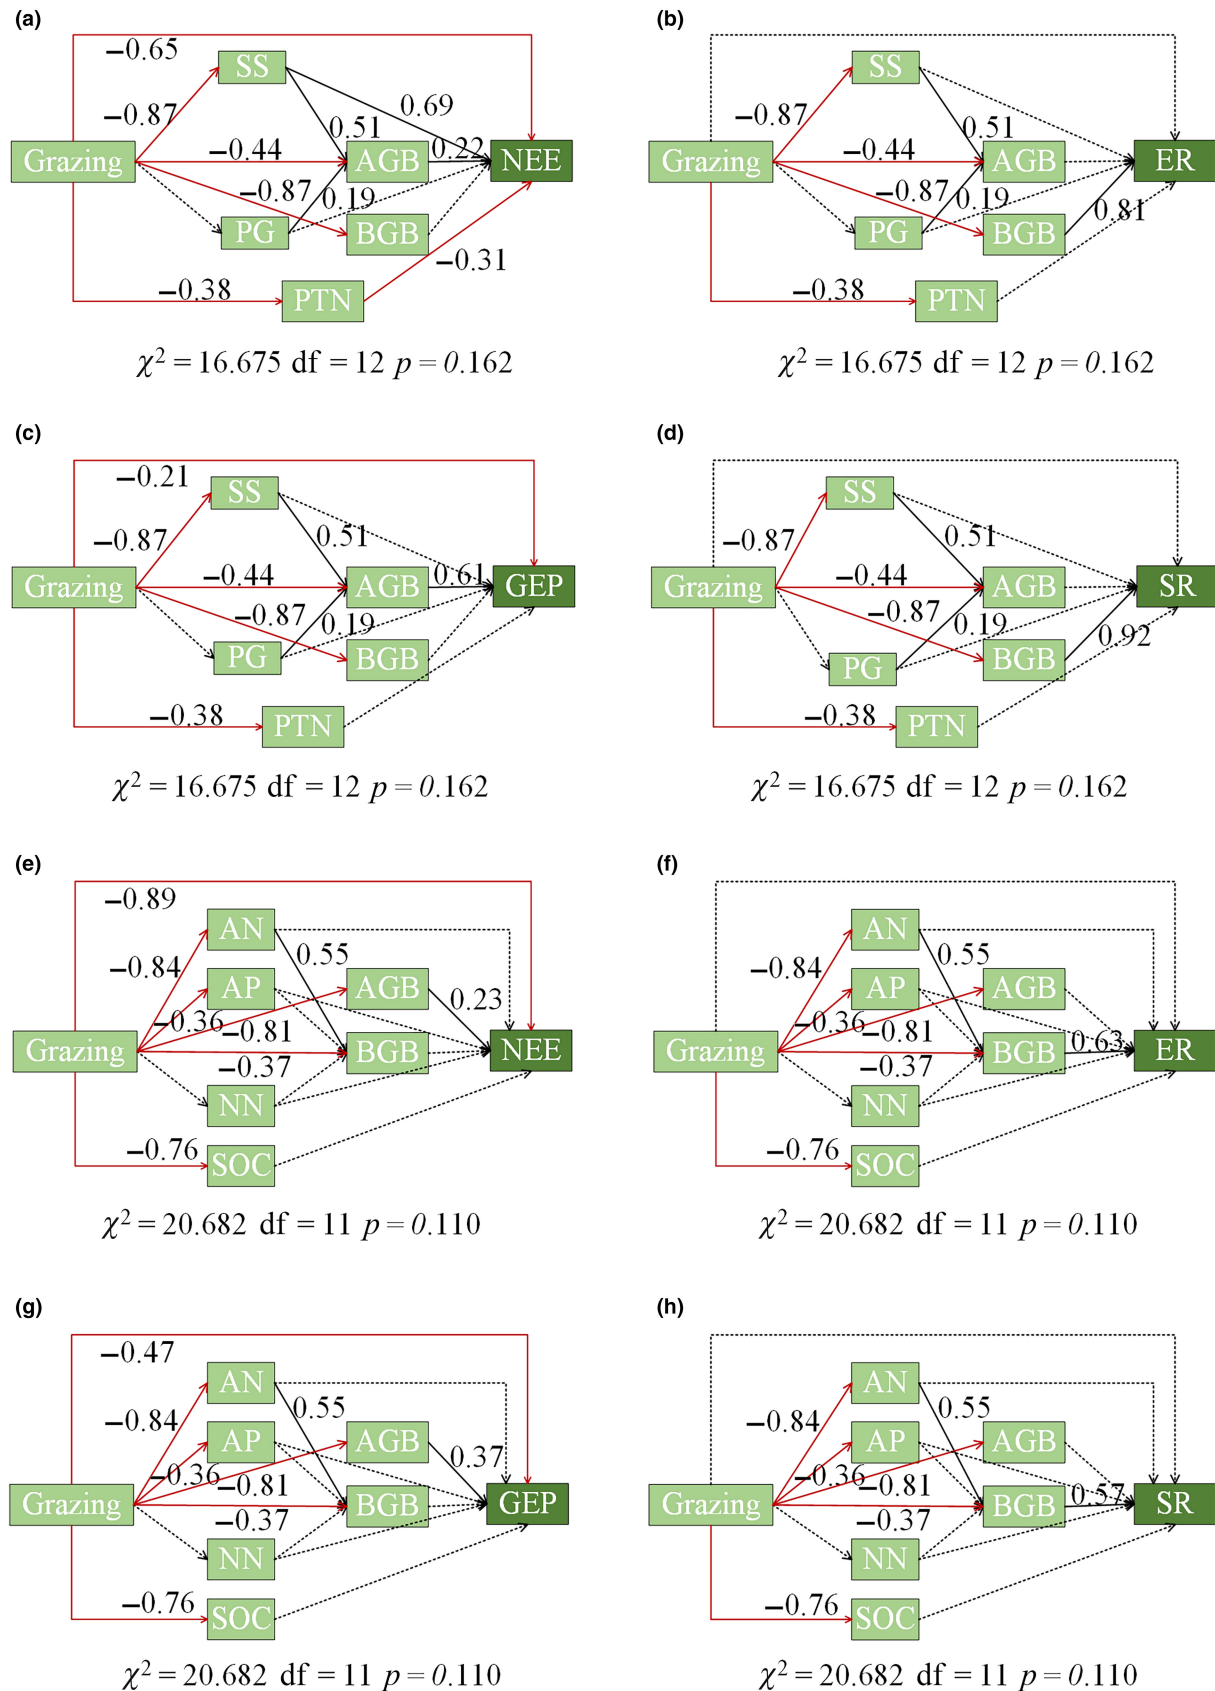 (a)
−0.65
SS
−0.87
0.69
0.51
Grazing
−0.44
AGB
0.22
NEE
−0.87
0.19
PG
BGB
−0.31
−0.38
PTN
χ² = 16.675 df = 12 p = 0.162
(b)
SS
−0.87
0.51
Grazing
−0.44
AGB
ER
−0.87
0.19
0.81
PG
BGB
−0.38
PTN
χ² = 16.675 df = 12 p = 0.162
(c)
−0.21
SS
−0.87
0.51
Grazing
−0.44
AGB
0.61
GEP
−0.87
0.19
PG
BGB
−0.38
PTN
χ² = 16.675 df = 12 p = 0.162
(d)
SS
−0.87
0.51
Grazing
−0.44
AGB
SR
−0.87
0.19
0.92
PG
BGB
−0.38
PTN
χ² = 16.675 df = 12 p = 0.162
(e)
−0.89
AN
−0.84
0.55
AP
AGB
0.23
−0.36
−0.81
Grazing
BGB
NEE
−0.37
NN
−0.76
SOC
χ² = 20.682 df = 11 p = 0.110
(f)
AN
−0.84
0.55
AP
AGB
−0.36
−0.81
Grazing
BGB
0.63
ER
−0.37
NN
−0.76
SOC
χ² = 20.682 df = 11 p = 0.110
(g)
−0.47
AN
−0.84
0.55
AP
AGB
0.37
−0.36
−0.81
Grazing
BGB
GEP
−0.37
NN
−0.76
SOC
χ² = 20.682 df = 11 p = 0.110
(h)
AN
−0.84
0.55
AP
AGB
−0.36
−0.81
Grazing
BGB
0.57
SR
−0.37
NN
−0.76
SOC
χ² = 20.682 df = 11 p = 0.110